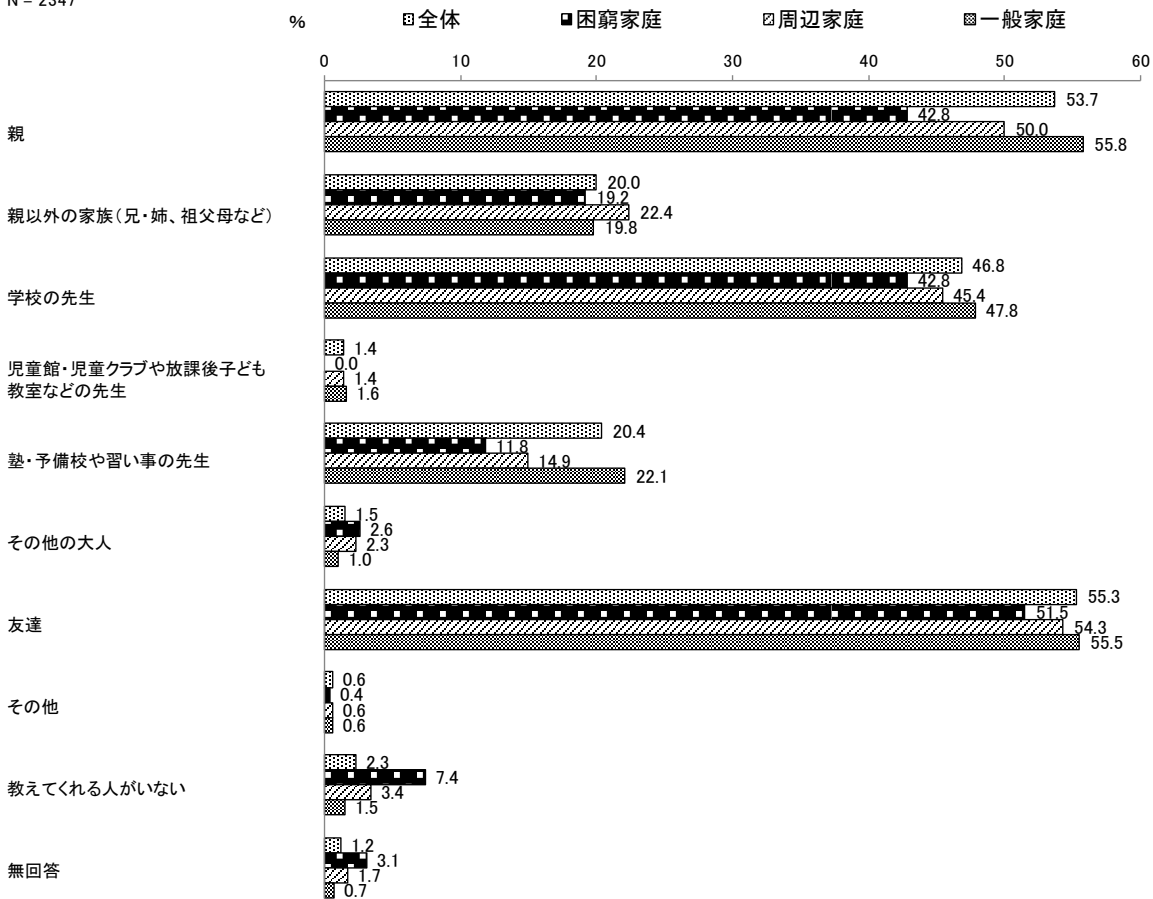 N = 2347
% 全体 困窮家庭 周辺家庭 一般家庭
0 10 20 30 40 50 60
親
53.7
42.8
50.0
55.8
親以外の家族(兄・姉、祖父母など)
20.0
19.2
22.4
19.8
学校の先生
46.8
42.8
45.4
47.8
児童館・児童クラブや放課後子ども
教室などの先生
1.4
0.0
1.4
1.6
塾・予備校や習い事の先生
20.4
11.8
14.9
22.1
その他の大人
1.5
2.6
2.3
1.0
友達
55.3
51.5
54.3
55.5
その他
0.6
0.4
0.6
0.6
教えてくれる人がいない
2.3
7.4
3.4
1.5
無回答
1.2
3.1
1.7
0.7